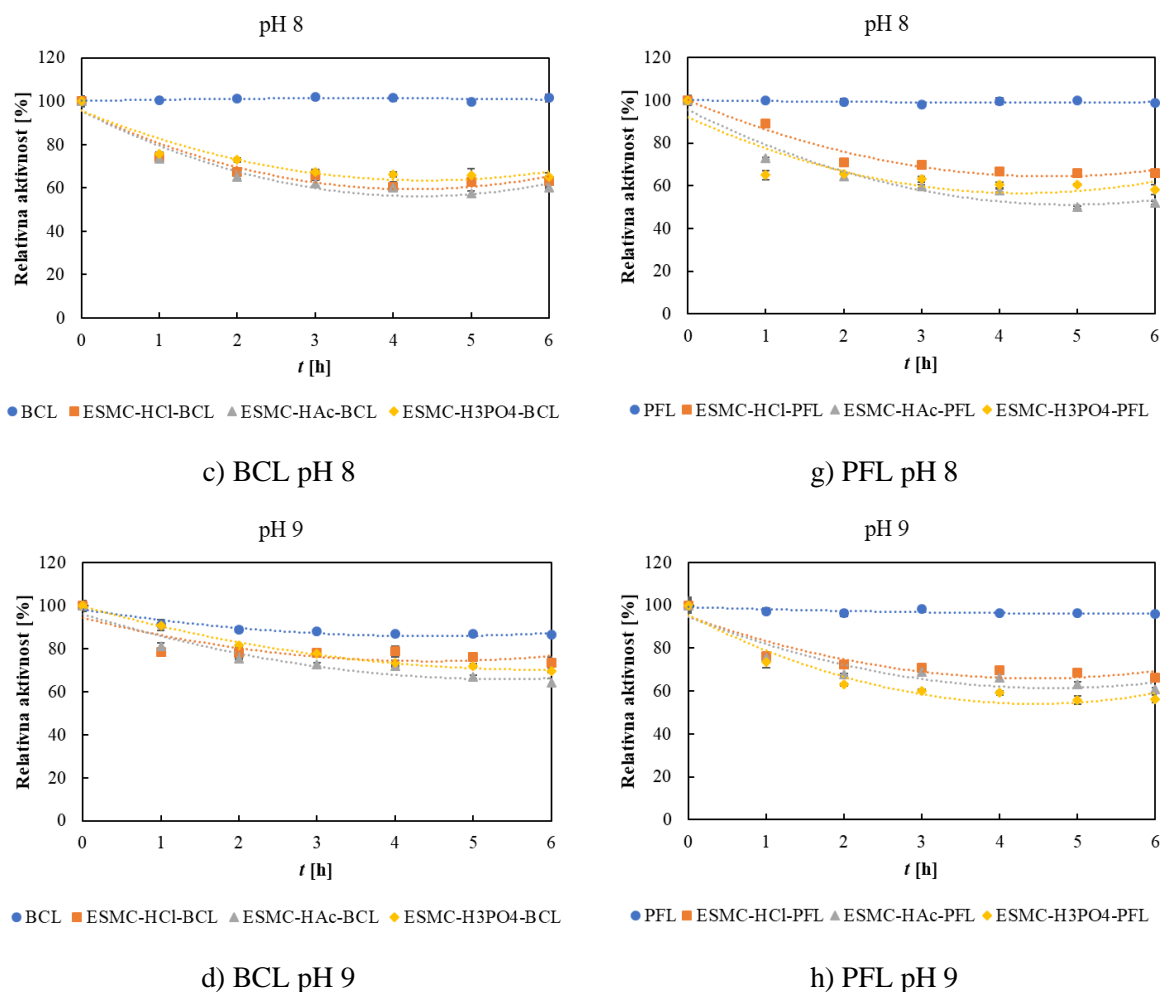 pH 8
120
100
80
60
40
20
0
Relativna aktivnost [%]
0 1 2 3 4 5 6
t [h]
BCL ESMC-HCl-BCL ESMC-HAc-BCL ESMC-H3PO4-BCL
c) BCL pH 8
pH 8
120
100
80
60
40
20
0
Relativna aktivnost [%]
0 1 2 3 4 5 6
t [h]
PFL ESMC-HCl-PFL ESMC-HAc-PFL ESMC-H3PO4-PFL
g) PFL pH 8
pH 9
120
100
80
60
40
20
0
Relativna aktivnost [%]
0 1 2 3 4 5 6
t [h]
BCL ESMC-HCl-BCL ESMC-HAc-BCL ESMC-H3PO4-BCL
d) BCL pH 9
pH 9
120
100
80
60
40
20
0
Relativna aktivnost [%]
0 1 2 3 4 5 6
t [h]
PFL ESMC-HCl-PFL ESMC-HAc-PFL ESMC-H3PO4-PFL
h) PFL pH 9